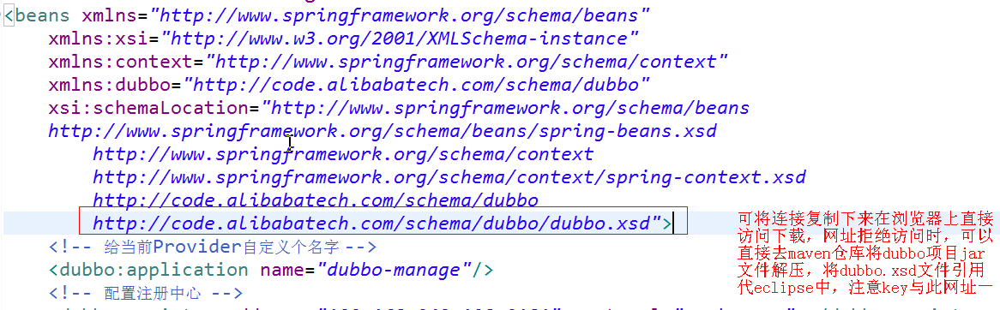 <beans xmlns="http://www.springframework.org/schema/beans"
xmlns:xsi="http://www.w3.org/2001/XMLSchema-instance"
xmlns:context="http://www.springframework.org/schema/context"
xmlns:dubbo="http://code.alibabatech.com/schema/dubbo"
xsi:schemaLocation="http://www.springframework.org/schema/beans
http://www.springframework.org/schema/beans/spring-beans.xsd
http://www.springframework.org/schema/context
http://www.springframework.org/schema/context/spring-context.xsd
http://code.alibabatech.com/schema/dubbo
http://code.alibabatech.com/schema/dubbo/dubbo.xsd">
<!-- 给当前Provider自定义个名字 -->
<dubbo:application name="dubbo-manage"/>
<!-- 配置注册中心 -->
可将连接复制下来在浏览器上直接
访问下载，网址拒绝访问时，可以
直接去maven仓库将dubbo项目jar
文件解压，将dubbo.xsd文件引用
代eclipse中，注意key与此网址一